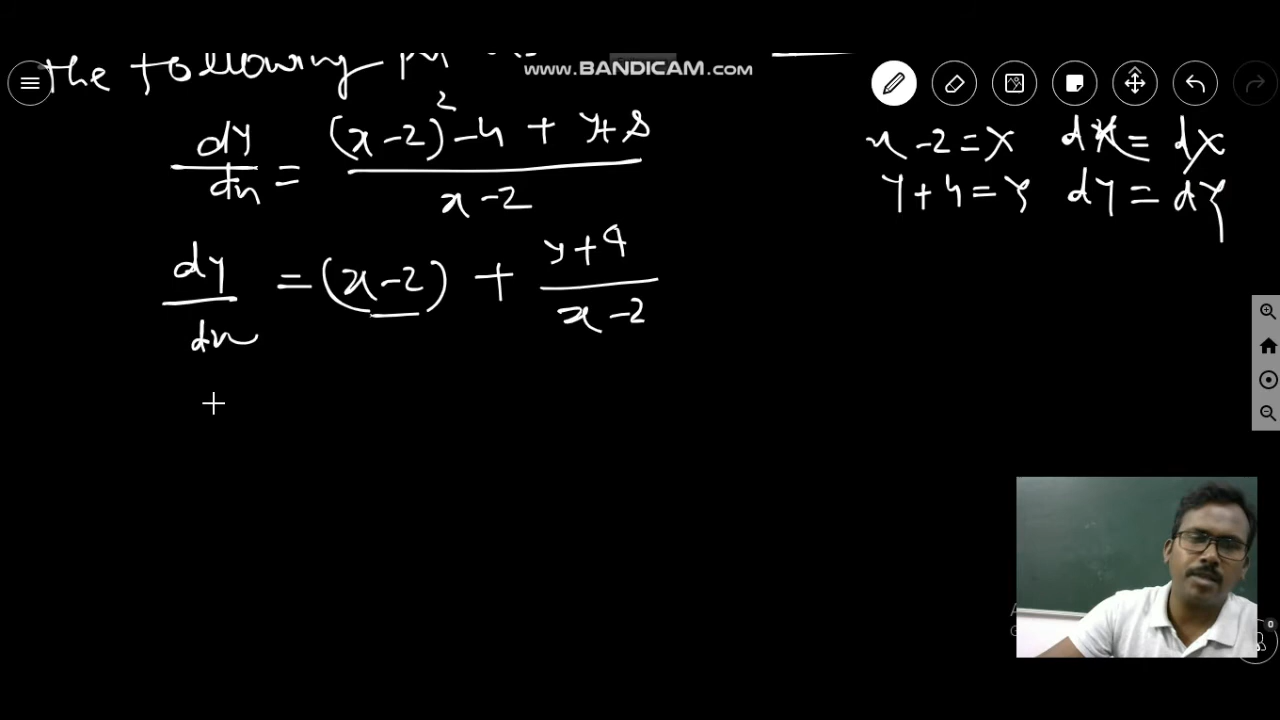 the following
www.BANDICAM.com
dy/dx = ((x-2)² - 4 + y + 8)/(x-2)
x - 2 = X dx = dX
y + 4 = Y dy = dY
dy/dx = (x-2) + (y+4)/(x-2)
0